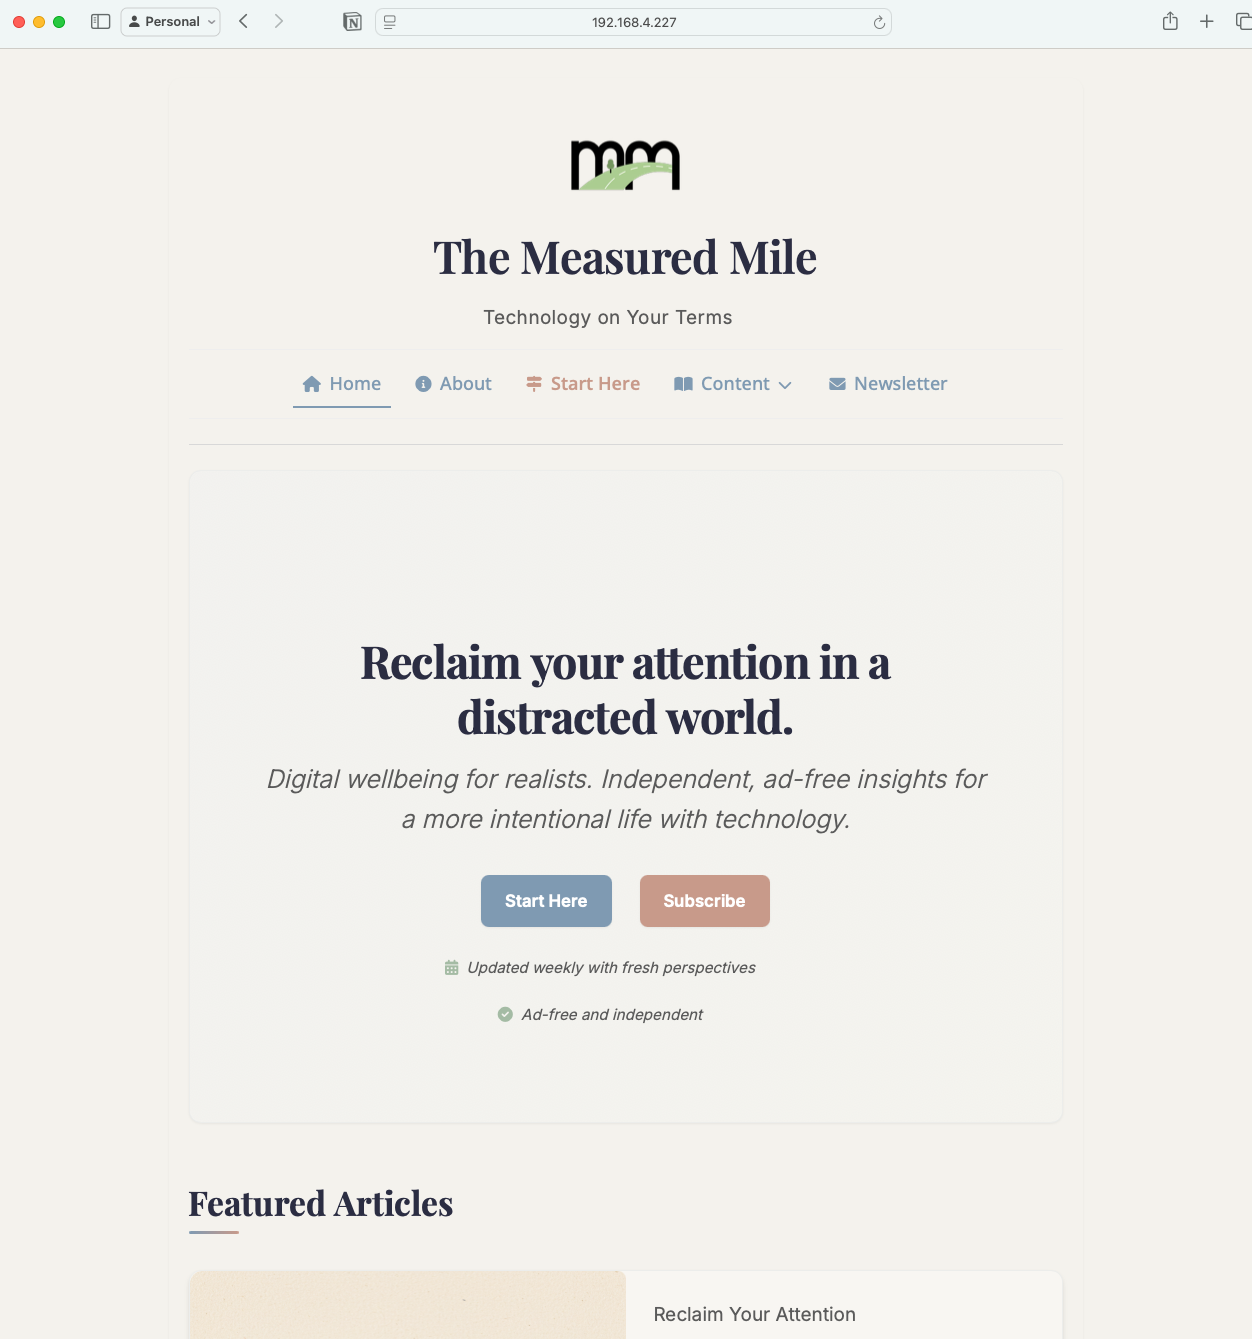 Personal
192.168.4.227
mm
The Measured Mile
Technology on Your Terms
Home About Start Here Content Newsletter
Reclaim your attention in a
distracted world.
Digital wellbeing for realists. Independent, ad-free insights for
a more intentional life with technology.
Start Here Subscribe
Updated weekly with fresh perspectives
Ad-free and independent
Featured Articles
Reclaim Your Attention